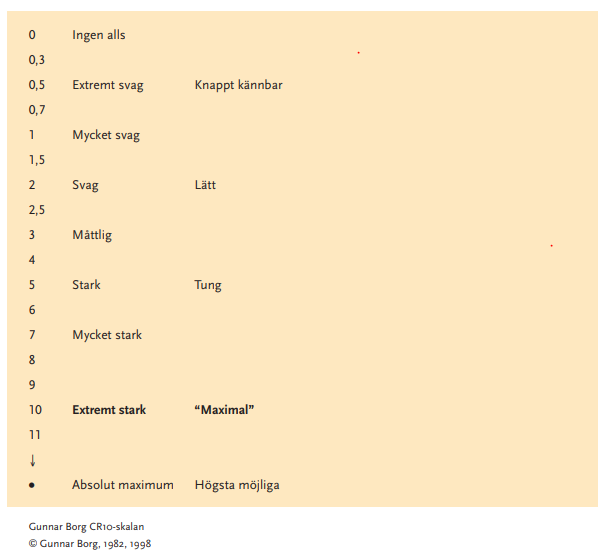 0 Ingen alls
0,3
0,5 Extremt svag Knappt kännbar
0,7
1 Mycket svag
1,5
2 Svag Lätt
2,5
3 Måttlig
4
5 Stark Tung
6
7 Mycket stark
8
9
10 Extremt stark “Maximal”
11
↓
• Absolut maximum Högsta möjliga
Gunnar Borg CR10-skalan
© Gunnar Borg, 1982, 1998